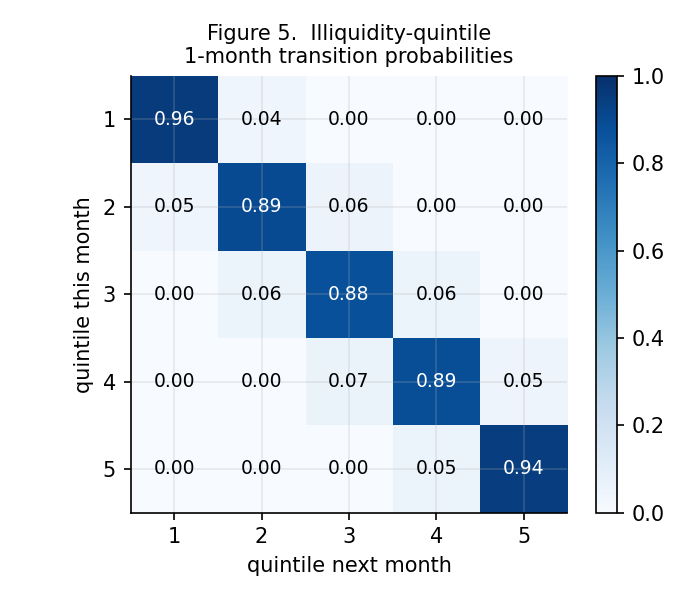 Figure 5.  Illiquidity-quintile
1-month transition probabilities
quintile this month
1 0.96 0.04 0.00 0.00 0.00
2 0.05 0.89 0.06 0.00 0.00
3 0.00 0.06 0.88 0.06 0.00
4 0.00 0.00 0.07 0.89 0.05
5 0.00 0.00 0.00 0.05 0.94
1 2 3 4 5
quintile next month
1.0
0.8
0.6
0.4
0.2
0.0